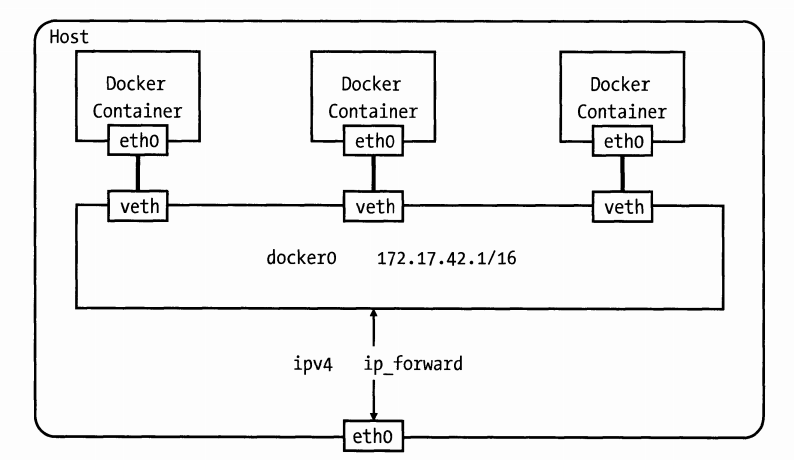 Host
Docker
Container
eth0
veth
Docker
Container
eth0
veth
Docker
Container
eth0
veth
docker0 172.17.42.1/16
ipv4 ip_forward
eth0